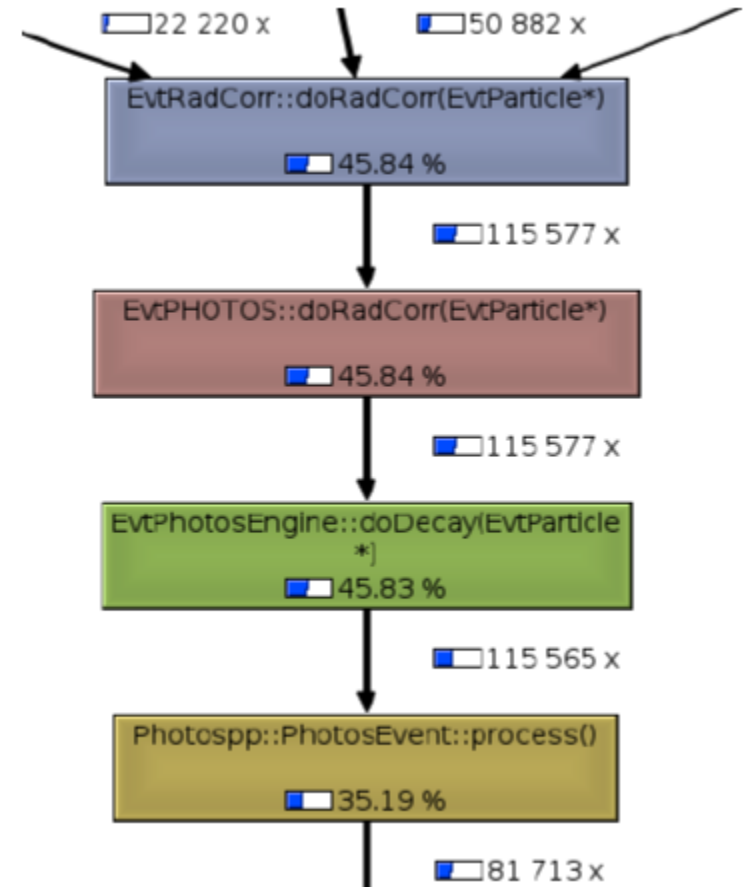 22 220 x
50 882 x
EvtRadCorr::doRadCorr(EvtParticle*)
45.84 %
115 577 x
EvtPHOTOS::doRadCorr(EvtParticle*)
45.84 %
115 577 x
EvtPhotosEngine::doDecay(EvtParticle
*)
45.83 %
115 565 x
Photospp::PhotosEvent::process()
35.19 %
81 713 x